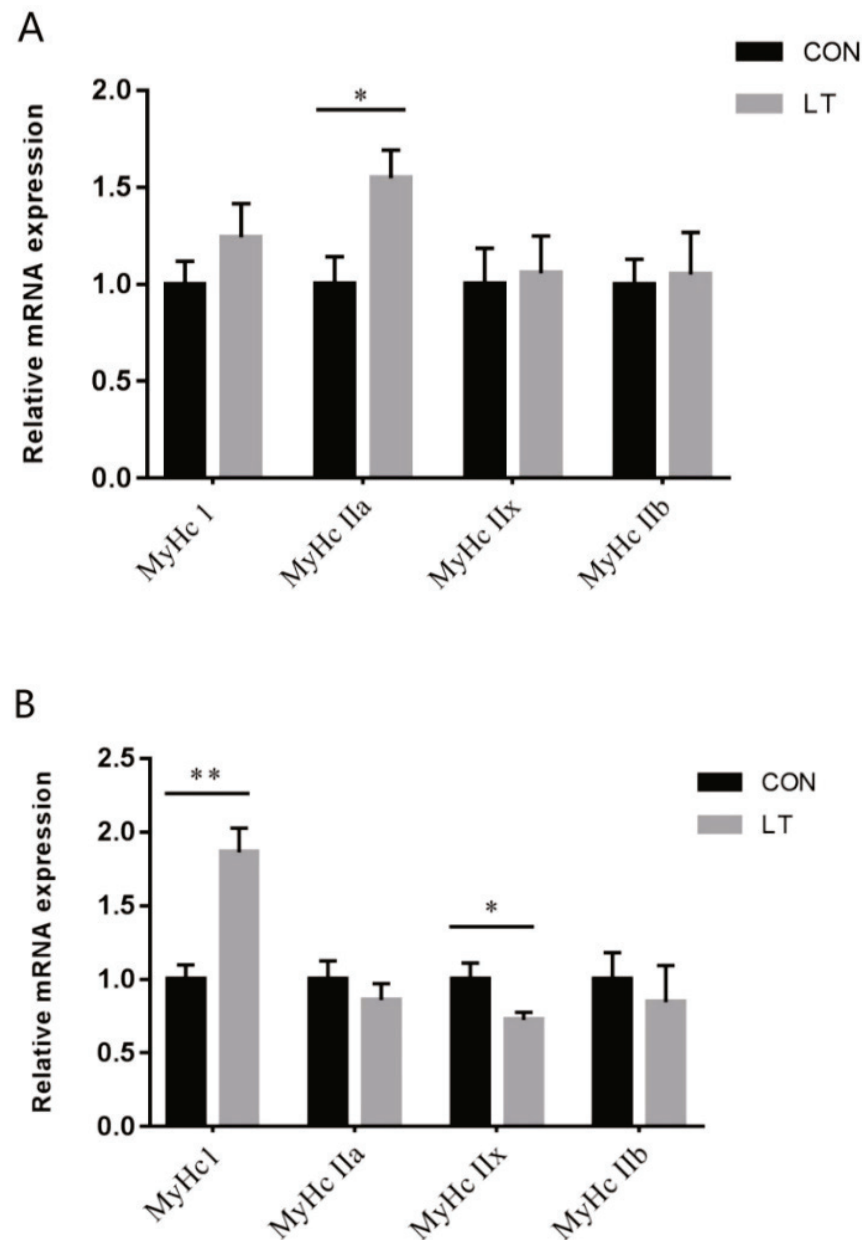 A
CON
LT
Relative mRNA expression
2.0
1.5
1.0
0.5
0.0
*
MyHc 1
MyHc IIa
MyHc IIx
MyHc IIb
B
CON
LT
Relative mRNA expression
2.5
2.0
1.5
1.0
0.5
0.0
**
*
MyHc1
MyHc IIa
MyHc IIx
MyHc IIb